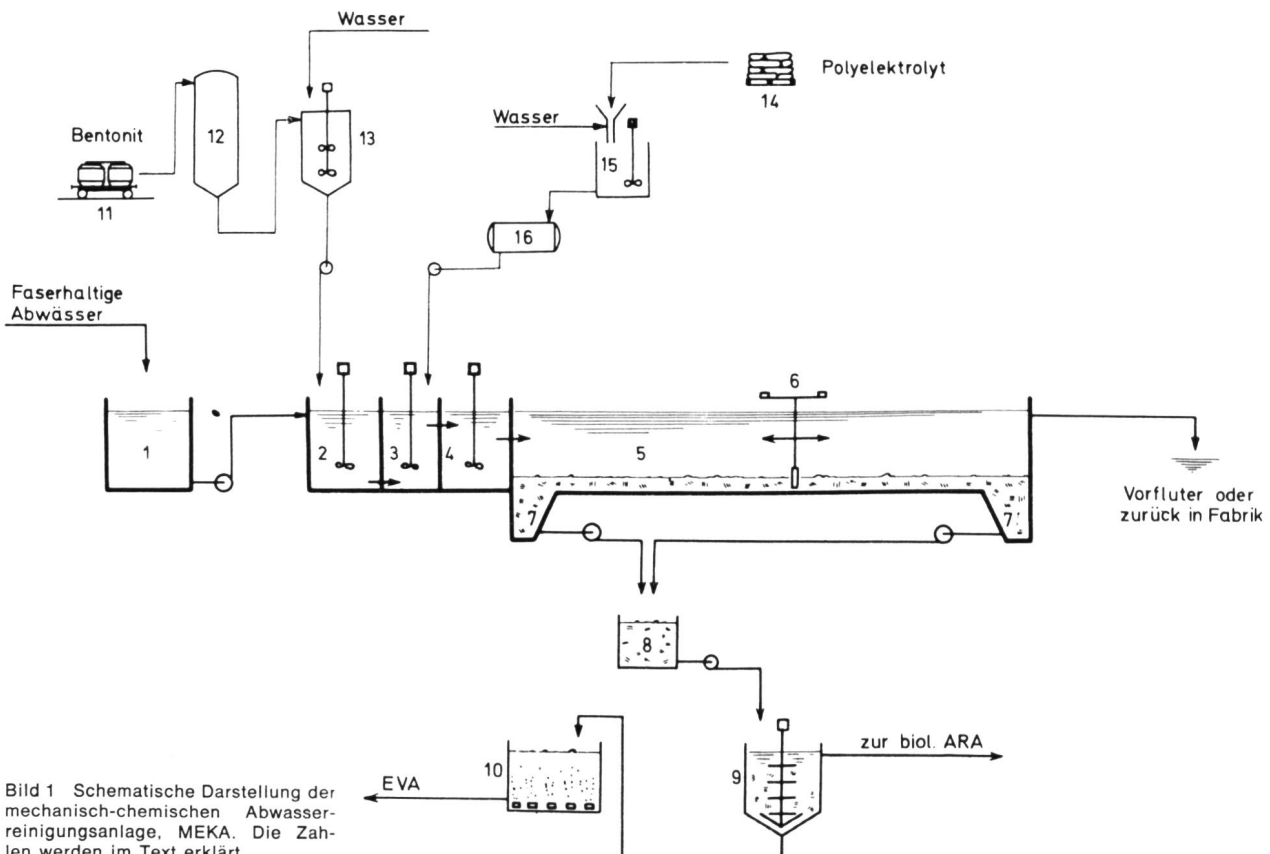 Wasser
Polyelektrolyt
14
Wasser
12
13
15
Bentonit
11
16
Faserhaltige
Abwässer
6
1
2
3
4
5
7
7
Vorfluter oder
zurück in Fabrik
8
zur biol. ARA
10
9
EVA
Bild 1 Schematische Darstellung der
mechanisch-chemischen Abwasser-
reinigungsanlage, MEKA. Die Zah-
len werden im Text erklärt